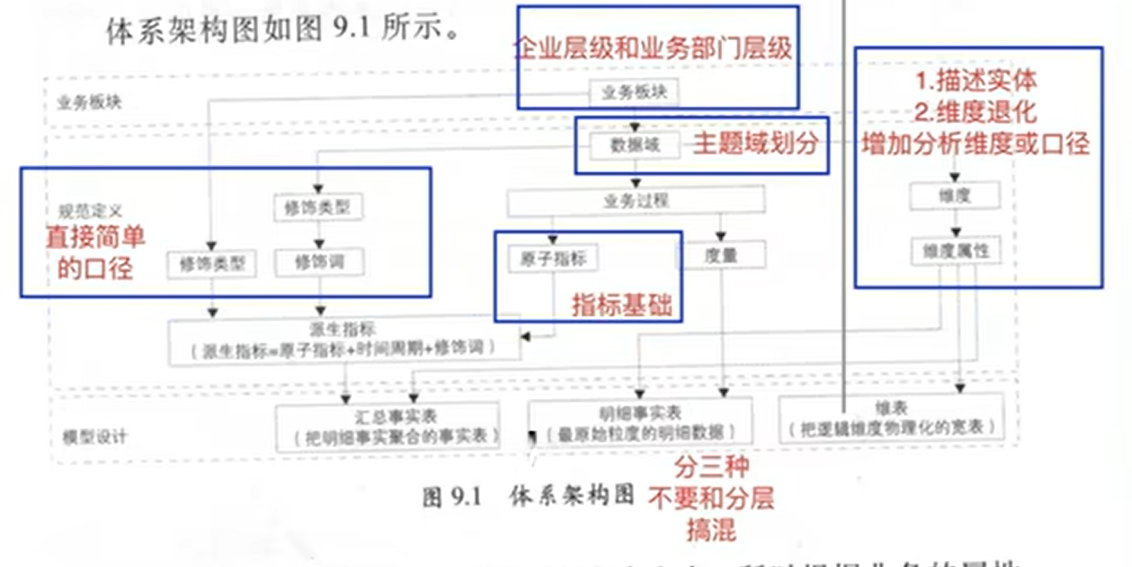 体系架构图如图 9.1 所示。
企业层级和业务部门层级
业务板块
业务板块
数据域
主题域划分
1.描述实体
2.维度退化
增加分析维度或口径
规范定义
直接简单
的口径
修饰类型
修饰类型
修饰词
业务过程
原子指标
度量
指标基础
维度
维度属性
派生指标
(派生指标=原子指标+时间周期+修饰词)
模型设计
汇总事实表
(把明细事实聚合的事实表)
明细事实表
(最原始粒度的明细数据)
维表
(把逻辑维度物理化的宽表)
图 9.1 体系架构图
分三种
不要和分层
搞混